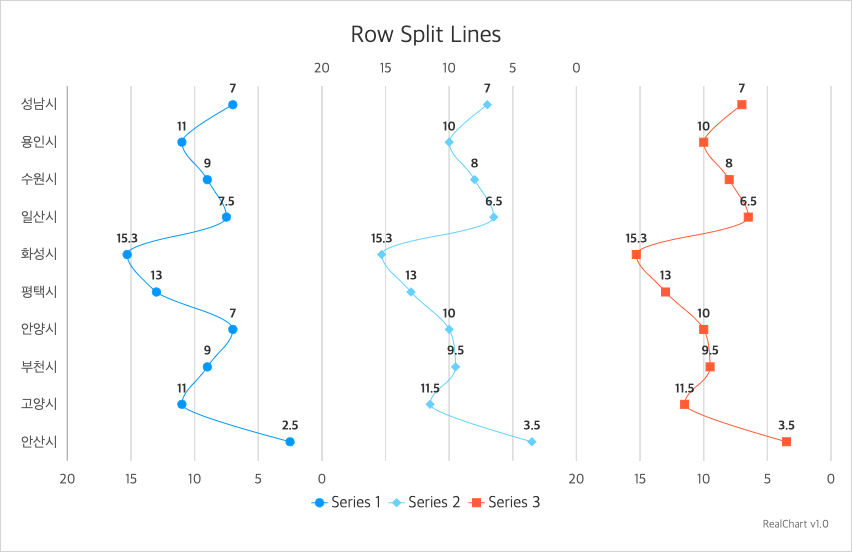 Row Split Lines
20 15 10 5 0
성남시 7 7 7
용인시 11 10 10
수원시 9 8 8
일산시 7.5 6.5 6.5
화성시 15.3 15.3 15.3
평택시 13 13 13
안양시 7 10 10
부천시 9 9.5 9.5
고양시 11 11.5 11.5
안산시 2.5 3.5 3.5
20 15 10 5 0 20 15 10 5 0
Series 1 Series 2 Series 3
RealChart v1.0